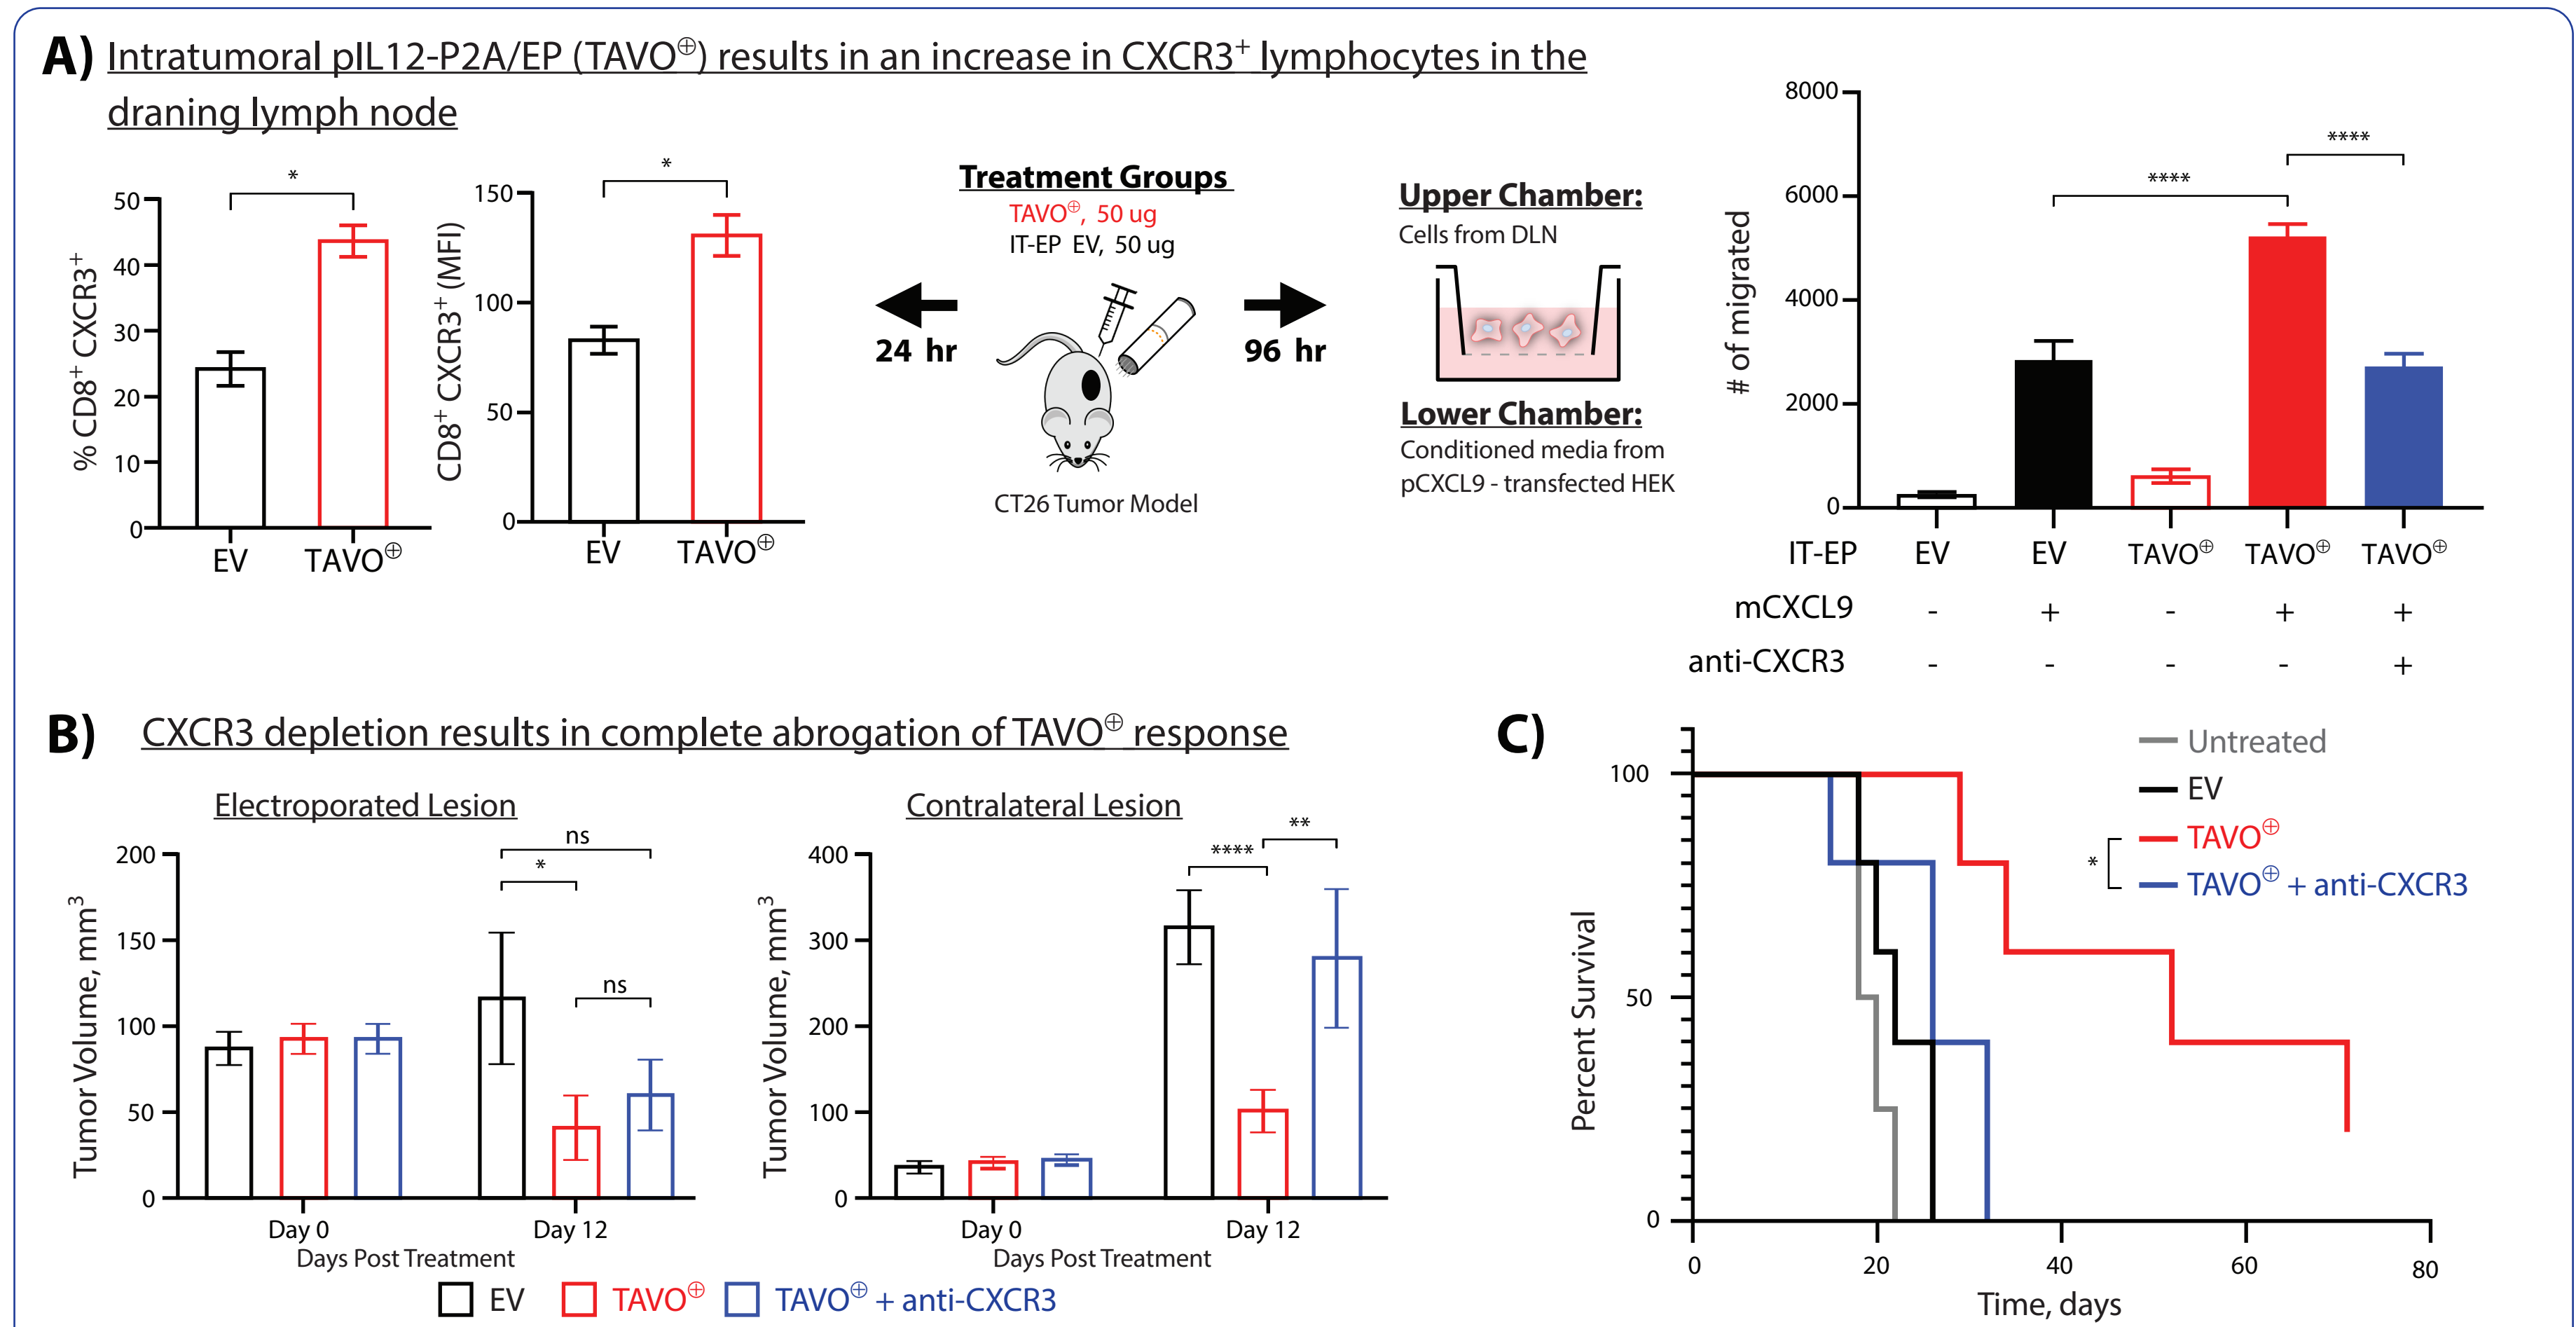 A) Intratumoral pIL12-P2A/EP (TAVO⊕) results in an increase in CXCR3+ lymphocytes in the
draning lymph node
% CD8+ CXCR3+
50
40
30
20
10
0
*
EV
TAVO⊕
CD8+ CXCR3+ (MFI)
150
100
50
0
*
EV
TAVO⊕
Treatment Groups
TAVO⊕, 50 ug
IT-EP EV, 50 ug
24 hr
96 hr
CT26 Tumor Model
Upper Chamber:
Cells from DLN
Lower Chamber:
Conditioned media from
pCXCL9 - transfected HEK
# of migrated
8000
6000
4000
2000
0
****
****
IT-EP EV EV TAVO⊕ TAVO⊕ TAVO⊕
mCXCL9 - + - + +
anti-CXCR3 - - - - +
B) CXCR3 depletion results in complete abrogation of TAVO⊕ response
Electroporated Lesion
Tumor Volume, mm3
200
150
100
50
0
ns
*
ns
Day 0
Day 12
Days Post Treatment
Contralateral Lesion
Tumor Volume, mm3
400
300
200
100
0
****
**
Day 0
Day 12
Days Post Treatment
EV TAVO⊕ TAVO⊕ + anti-CXCR3
C)
Percent Survival
100
50
0
Untreated
EV
TAVO⊕
*
TAVO⊕ + anti-CXCR3
0 20 40 60 80
Time, days